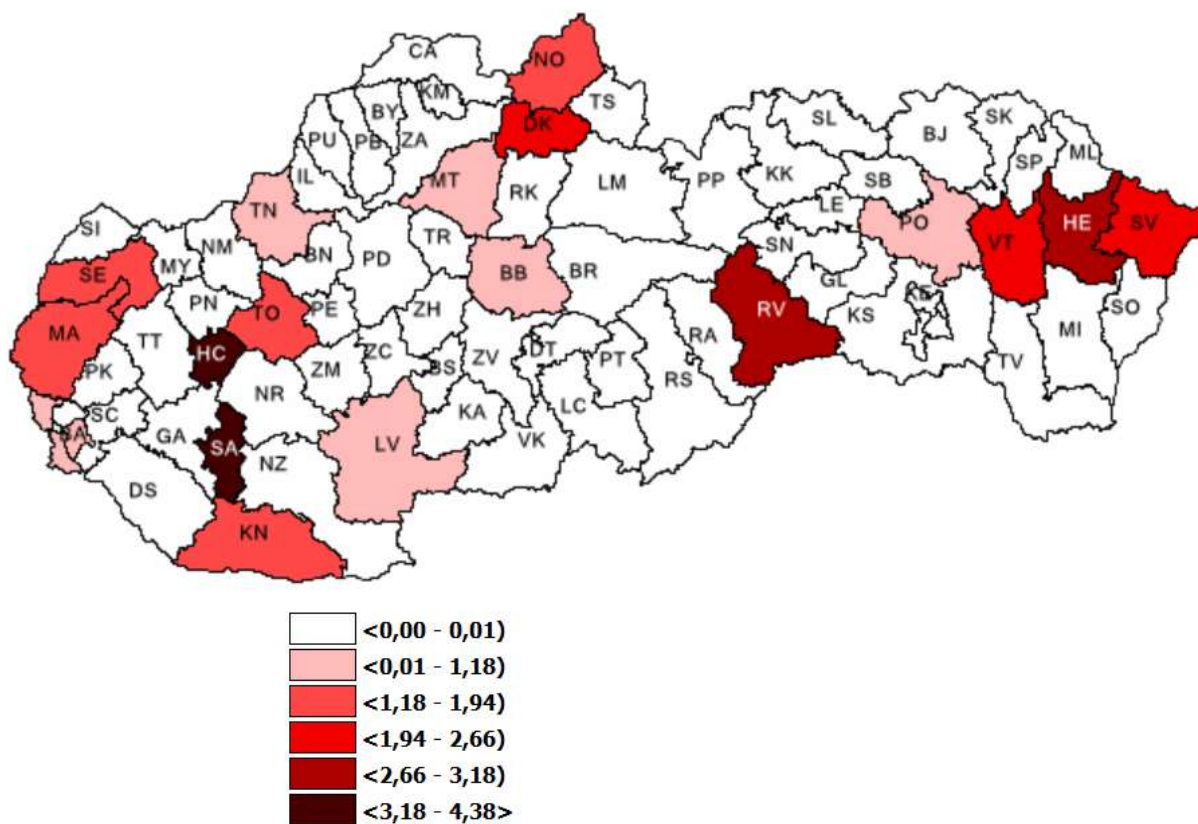 NO
CA
KM
TS
BY
DK
SL
SK
PU
PB
ZA
BJ
SP
ML
IL
MT
RK
LM
PP
KK
SB
TN
LE
PO
HE
SV
SI
NM
TR
VT
SE
MY
BN
PD
BB
BR
SN
GL
PN
TO
PE
ZH
RV
KS
KE
SO
MA
TT
HC
ZM
ZC
BS
ZV
DT
PT
RA
MI
PK
NR
RS
TV
SC
GA
SA
NZ
LV
KA
VK
LC
BA
DS
KN
<0,00 - 0,01)
<0,01 - 1,18)
<1,18 - 1,94)
<1,94 - 2,66)
<2,66 - 3,18)
<3,18 - 4,38>